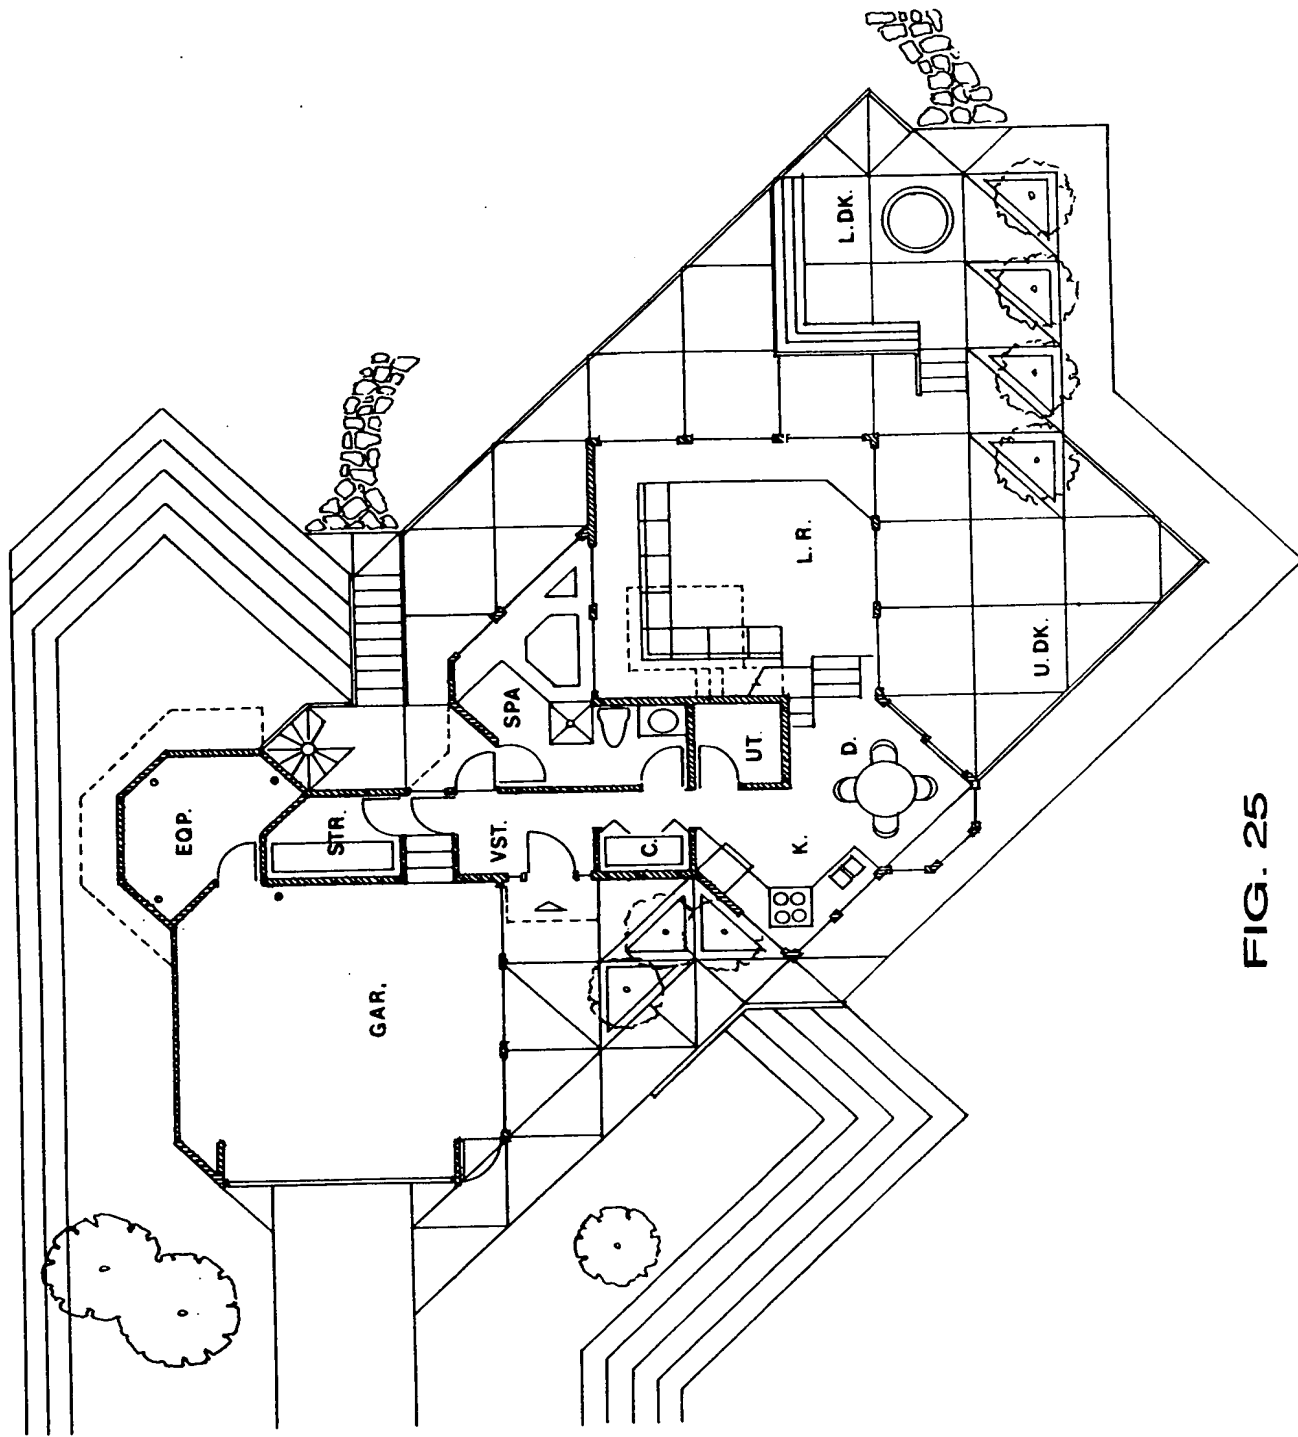 EQP.
STR.
GAR.
VST.
SPA
C.
UT.
K.
D.
L.R.
L.DK.
U.DK.
FIG. 25